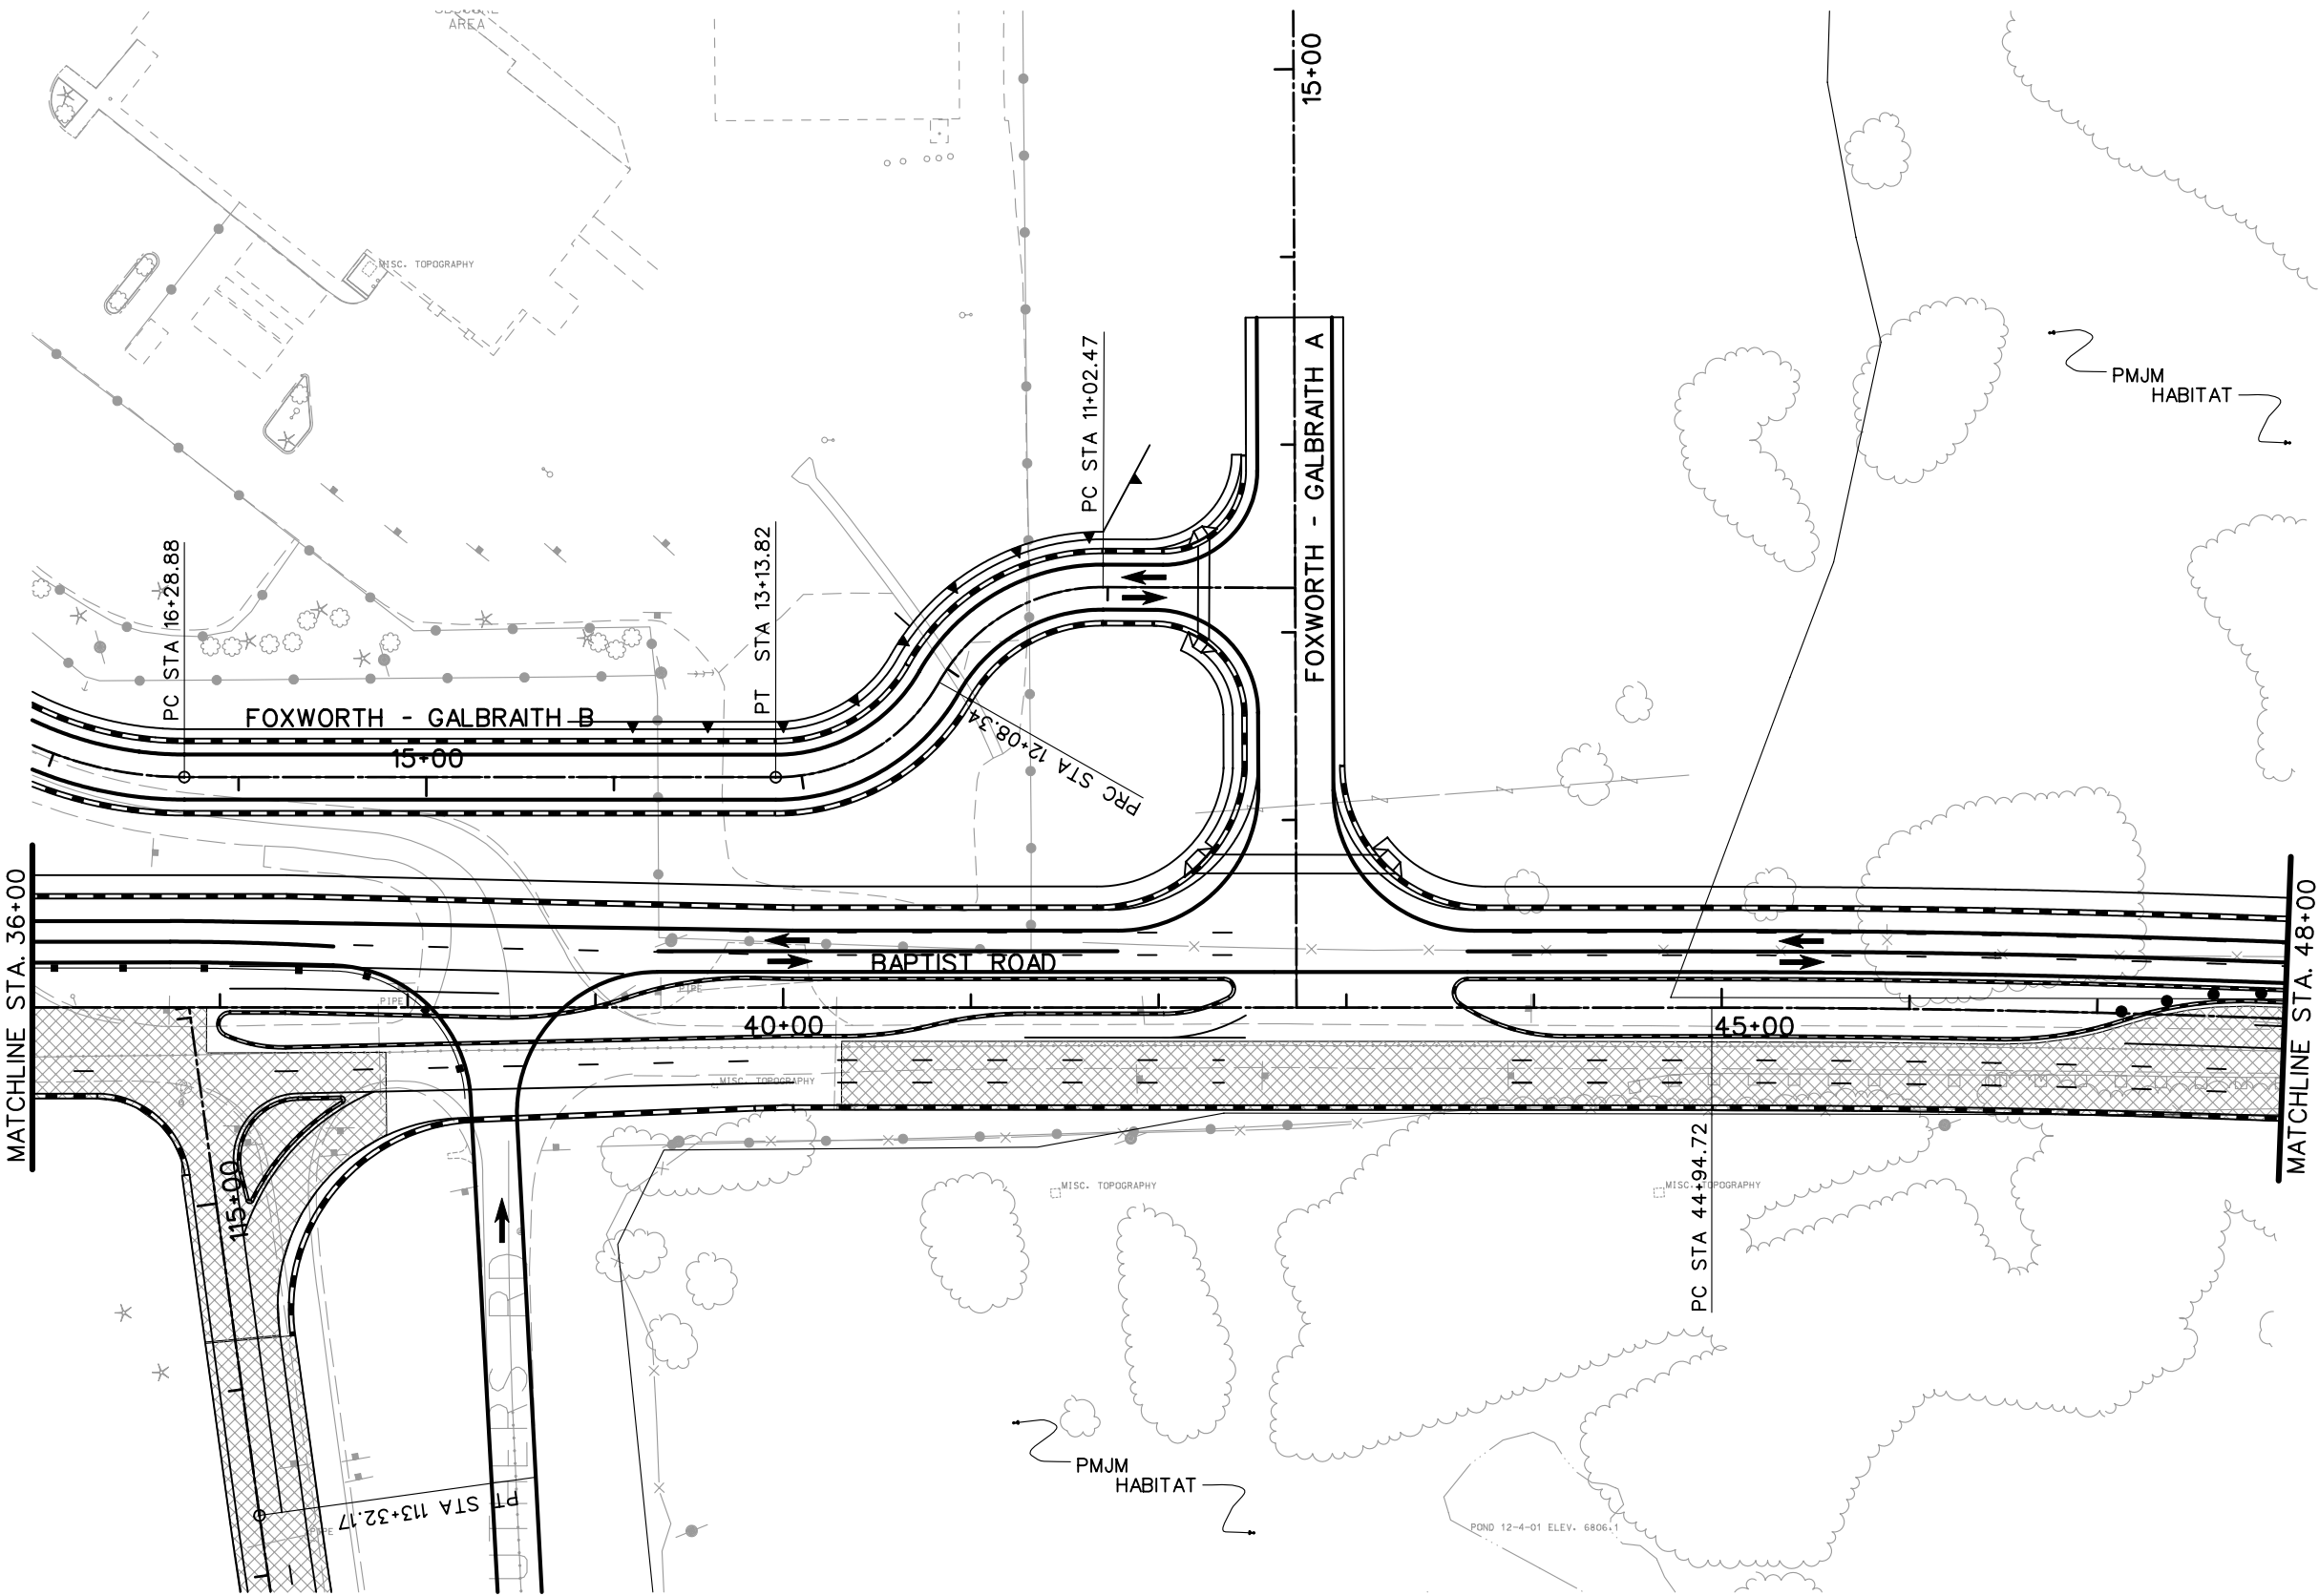 AREA
15+00
MISC. TOPOGRAPHY
PMJM
HABITAT
PC STA 11+02.47
FOXWORTH - GALBRAITH A
PC STA 16+28.88
PT STA 13+13.82
FOXWORTH - GALBRAITH B
15+00
PRC STA 12+08.34
MATCHLINE STA. 36+00
BAPTIST ROAD
MATCHLINE STA. 48+00
PIPE
PIPE
40+00
45+00
MISC. TOPOGRAPHY
115+00
MISC. TOPOGRAPHY
MISC. TOPOGRAPHY
PC STA 44+94.72
RD
PMJM
HABITAT
PT STA 113+32.17
PIPE
POND 12-4-01 ELEV. 6806.1